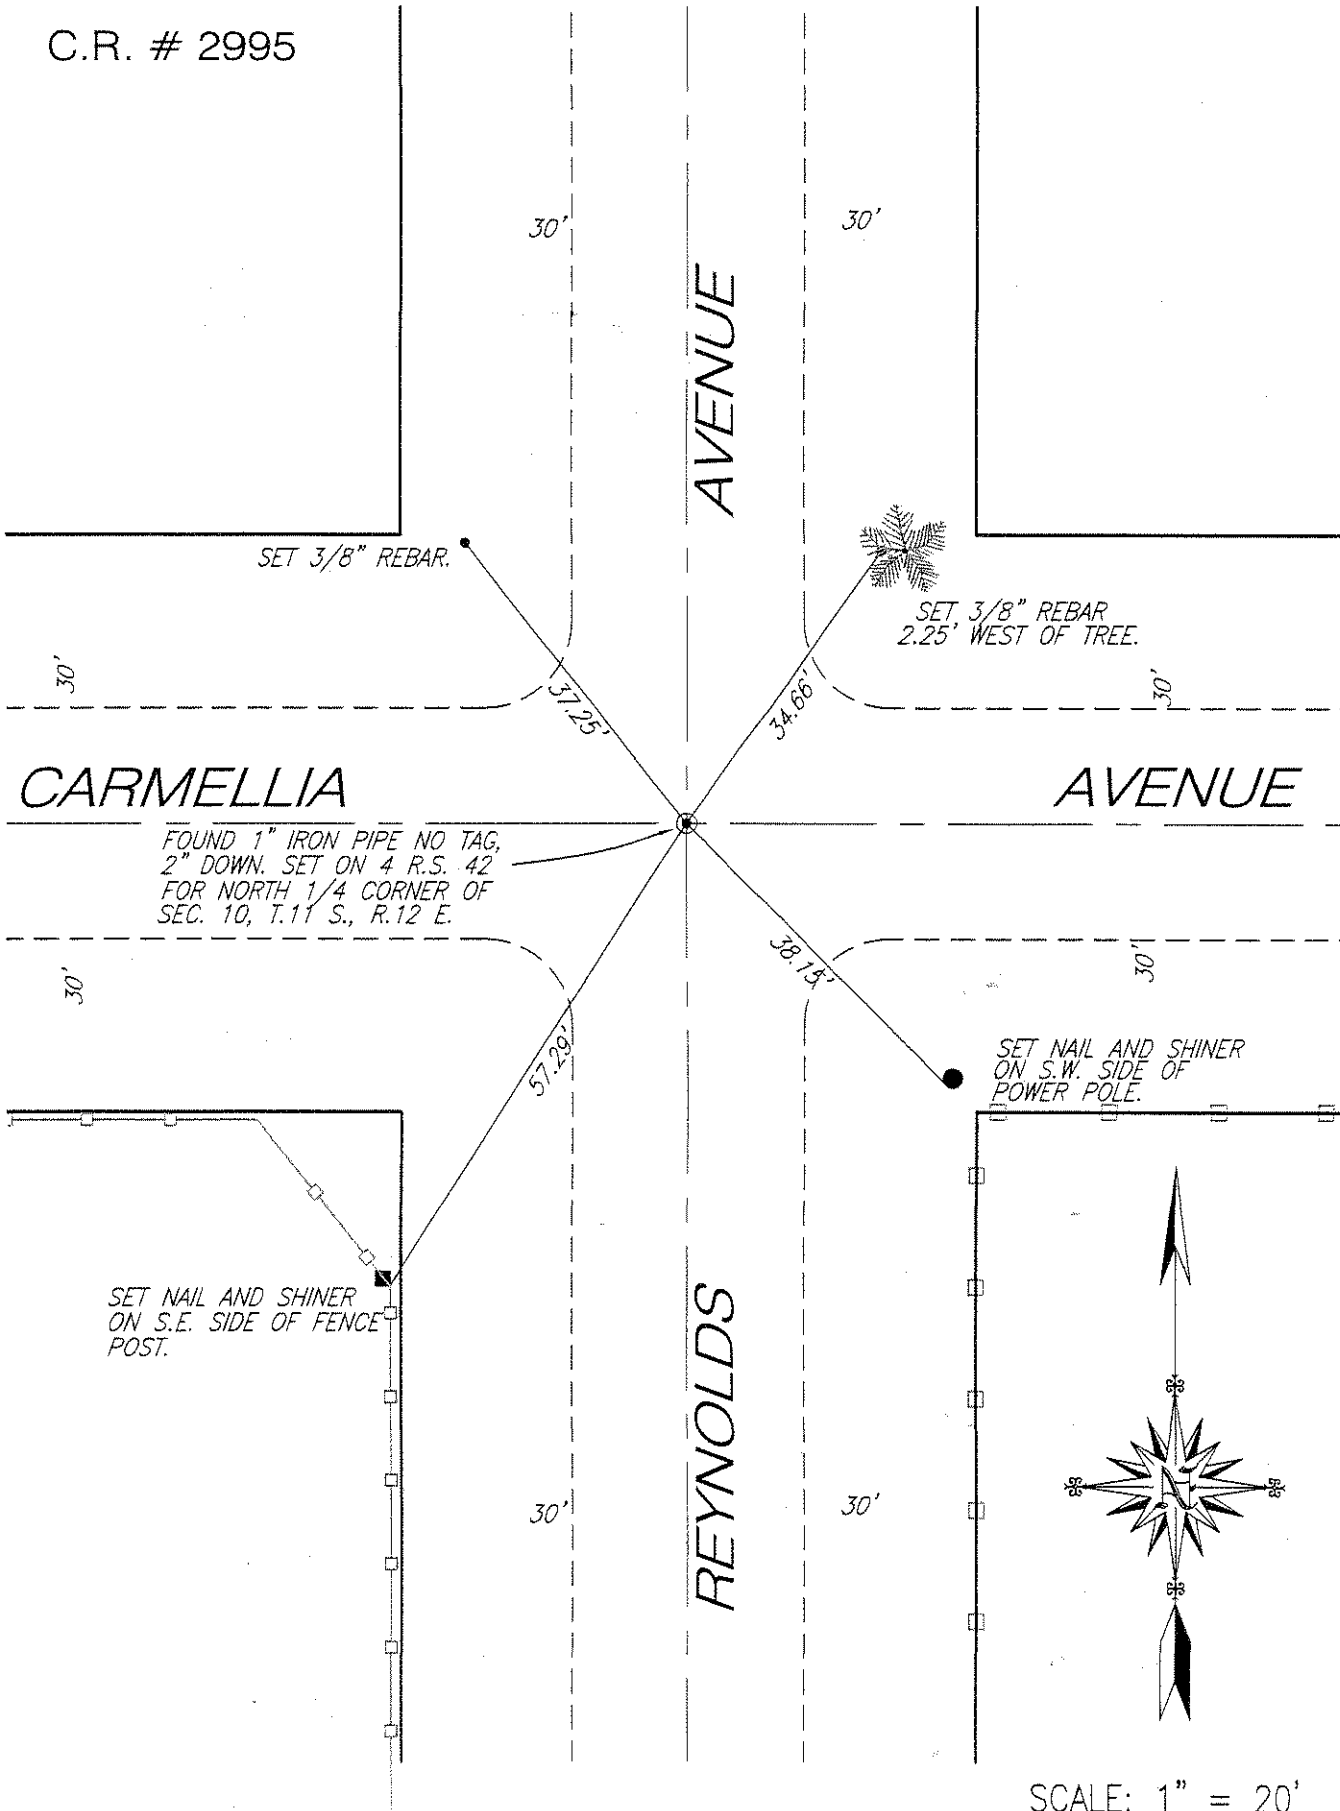 C.R. # 2995
30'
30'
AVENUE
SET 3/8" REBAR.
SET 3/8" REBAR
2.25' WEST OF TREE.
30'
30'
37.25'
34.66'
CARMELLIA
AVENUE
FOUND 1" IRON PIPE NO TAG,
2" DOWN. SET ON 4 R.S. 42
FOR NORTH 1/4 CORNER OF
SEC. 10, T.11 S., R.12 E.
30'
30'
38.15'
57.29'
SET NAIL AND SHINER
ON S.W. SIDE OF
POWER POLE.
SET NAIL AND SHINER
ON S.E. SIDE OF FENCE
POST.
REYNOLDS
30'
30'
N
SCALE: 1" = 20'